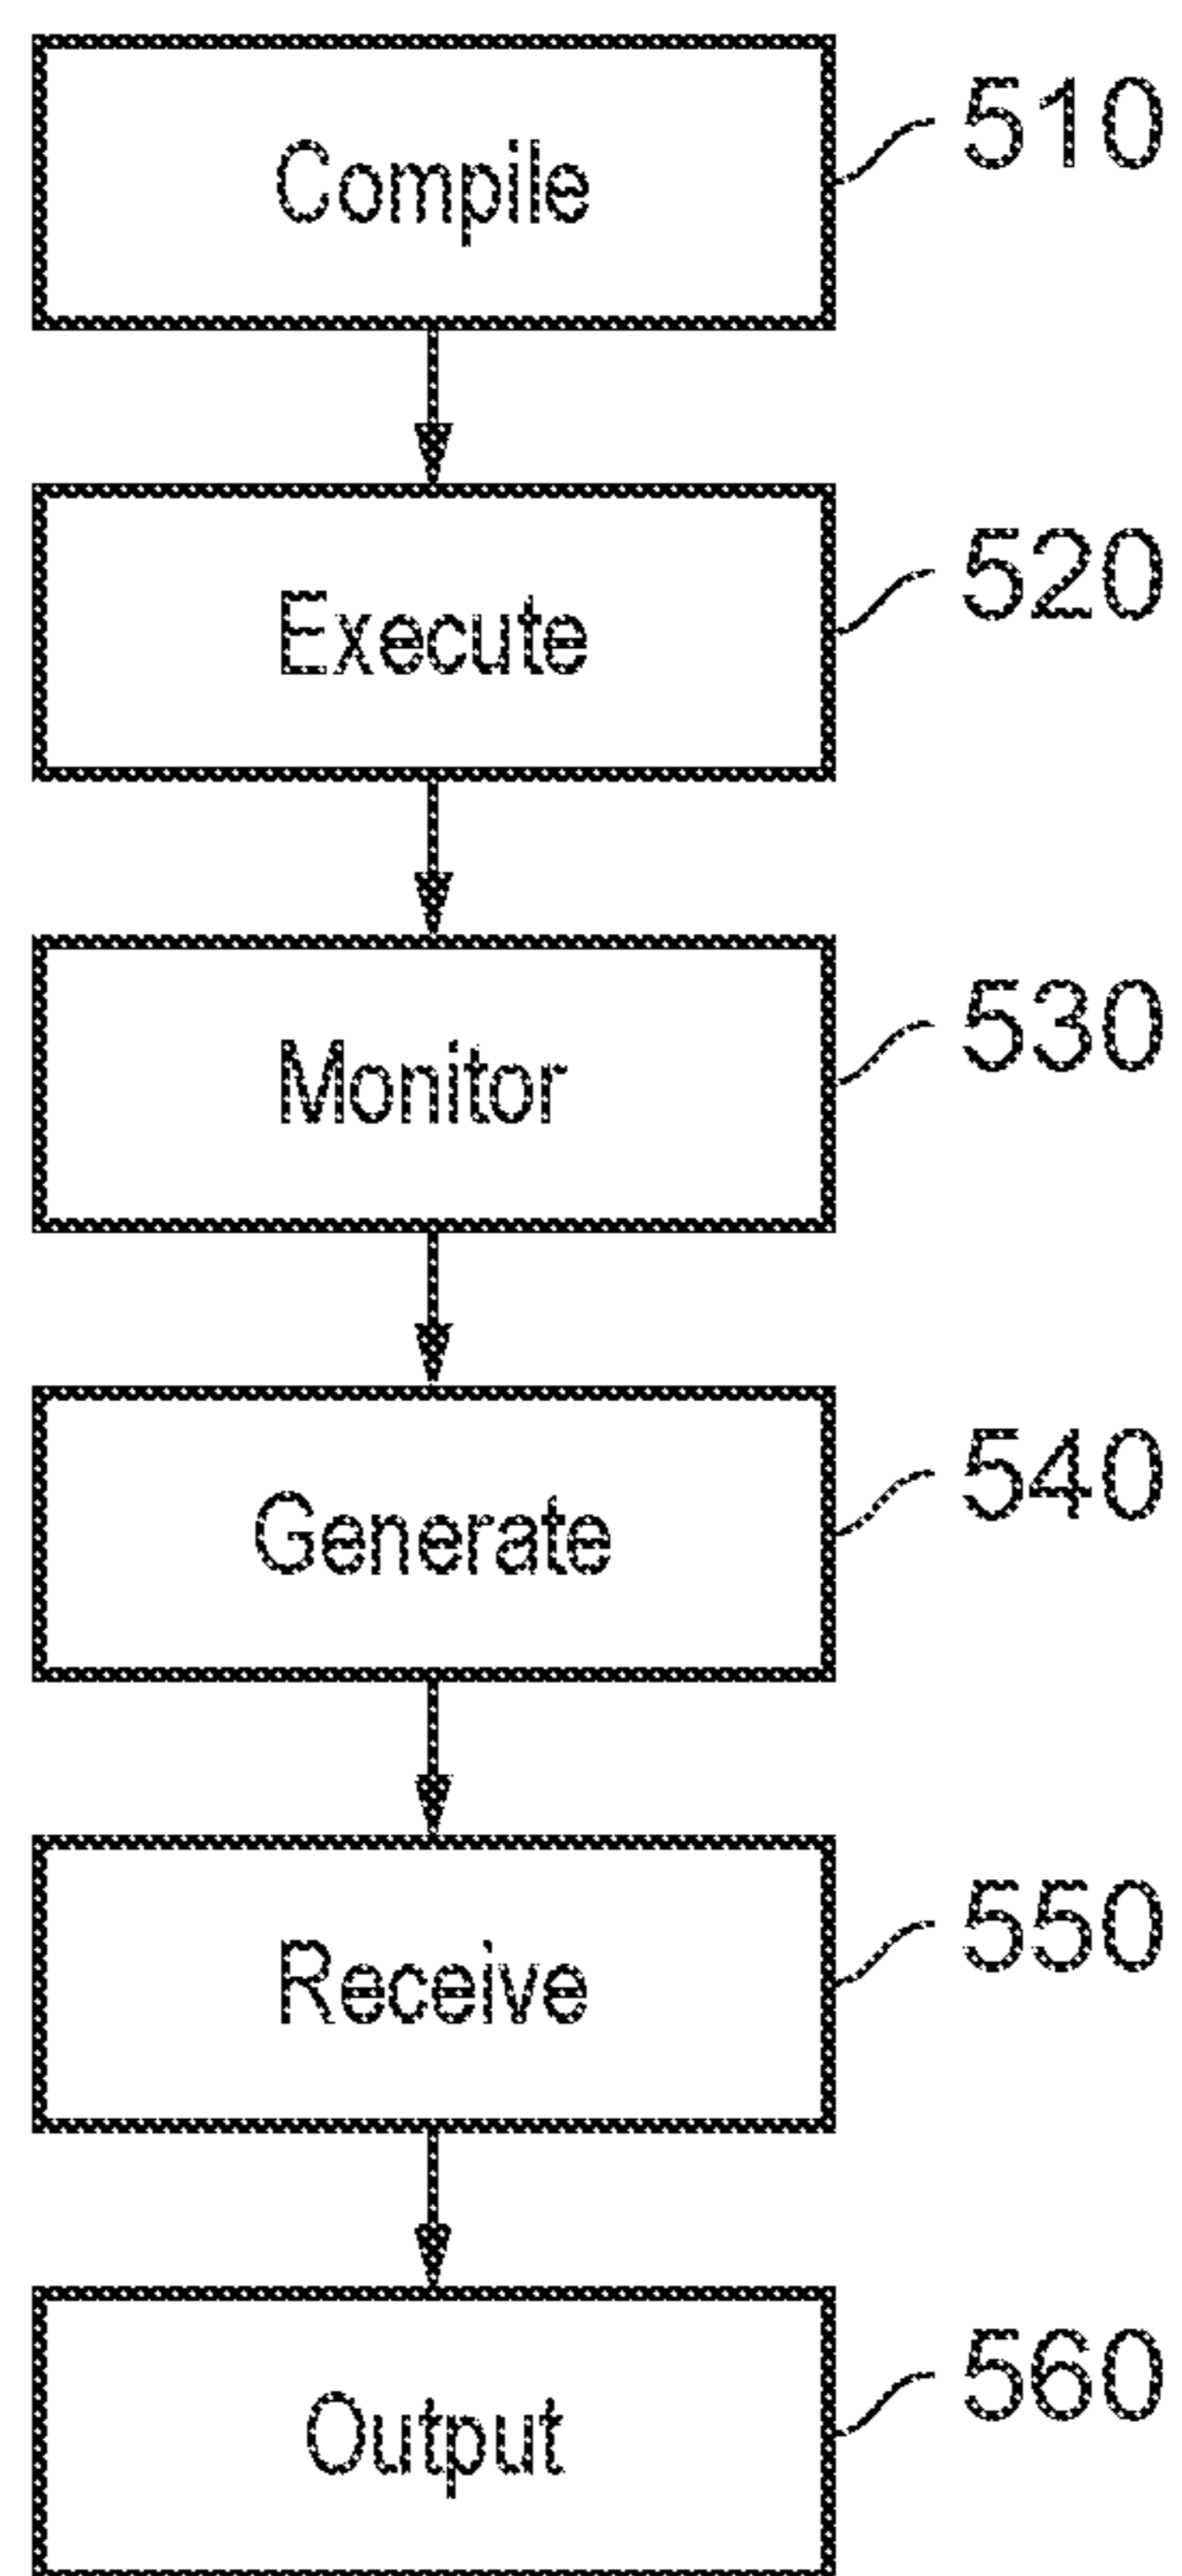 Compile
510
Execute
520
Monitor
530
Generate
540
Receive
550
Output
560